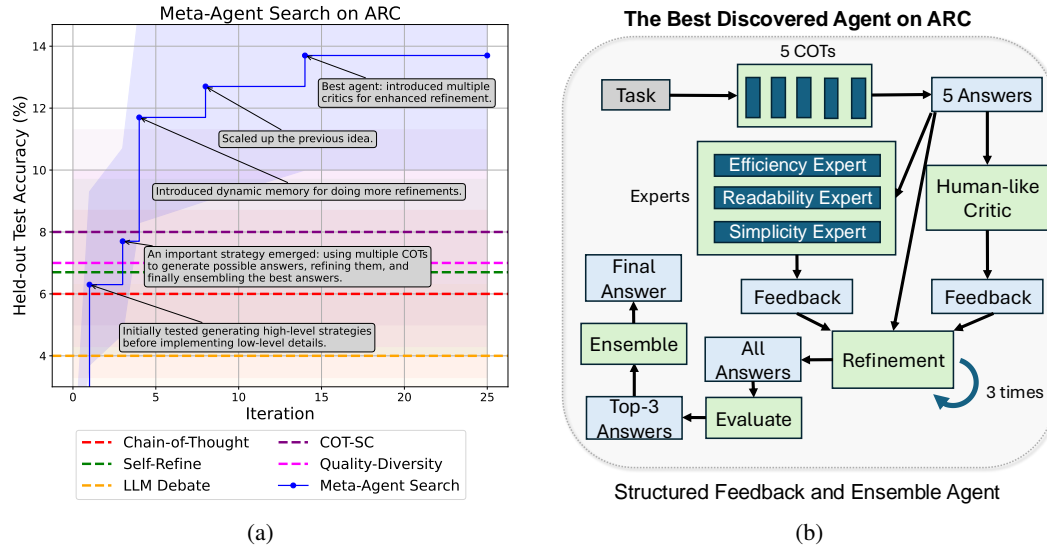 Meta-Agent Search on ARC
Held-out Test Accuracy (%)
14
12
10
8
6
4
Best agent: introduced multiple
critics for enhanced refinement.
Scaled up the previous idea.
Introduced dynamic memory for doing more refinements.
An important strategy emerged: using multiple COTs
to generate possible answers, refining them, and
finally ensembling the best answers.
Initially tested generating high-level strategies
before implementing low-level details.
0 5 10 15 20 25
Iteration
Chain-of-Thought
Self-Refine
LLM Debate
COT-SC
Quality-Diversity
Meta-Agent Search
(a)
The Best Discovered Agent on ARC
5 COTs
Task
5 Answers
Experts
Efficiency Expert
Readability Expert
Simplicity Expert
Human-like
Critic
Final
Answer
Feedback
Feedback
Ensemble
All
Answers
Refinement
3 times
Top-3
Answers
Evaluate
Structured Feedback and Ensemble Agent
(b)